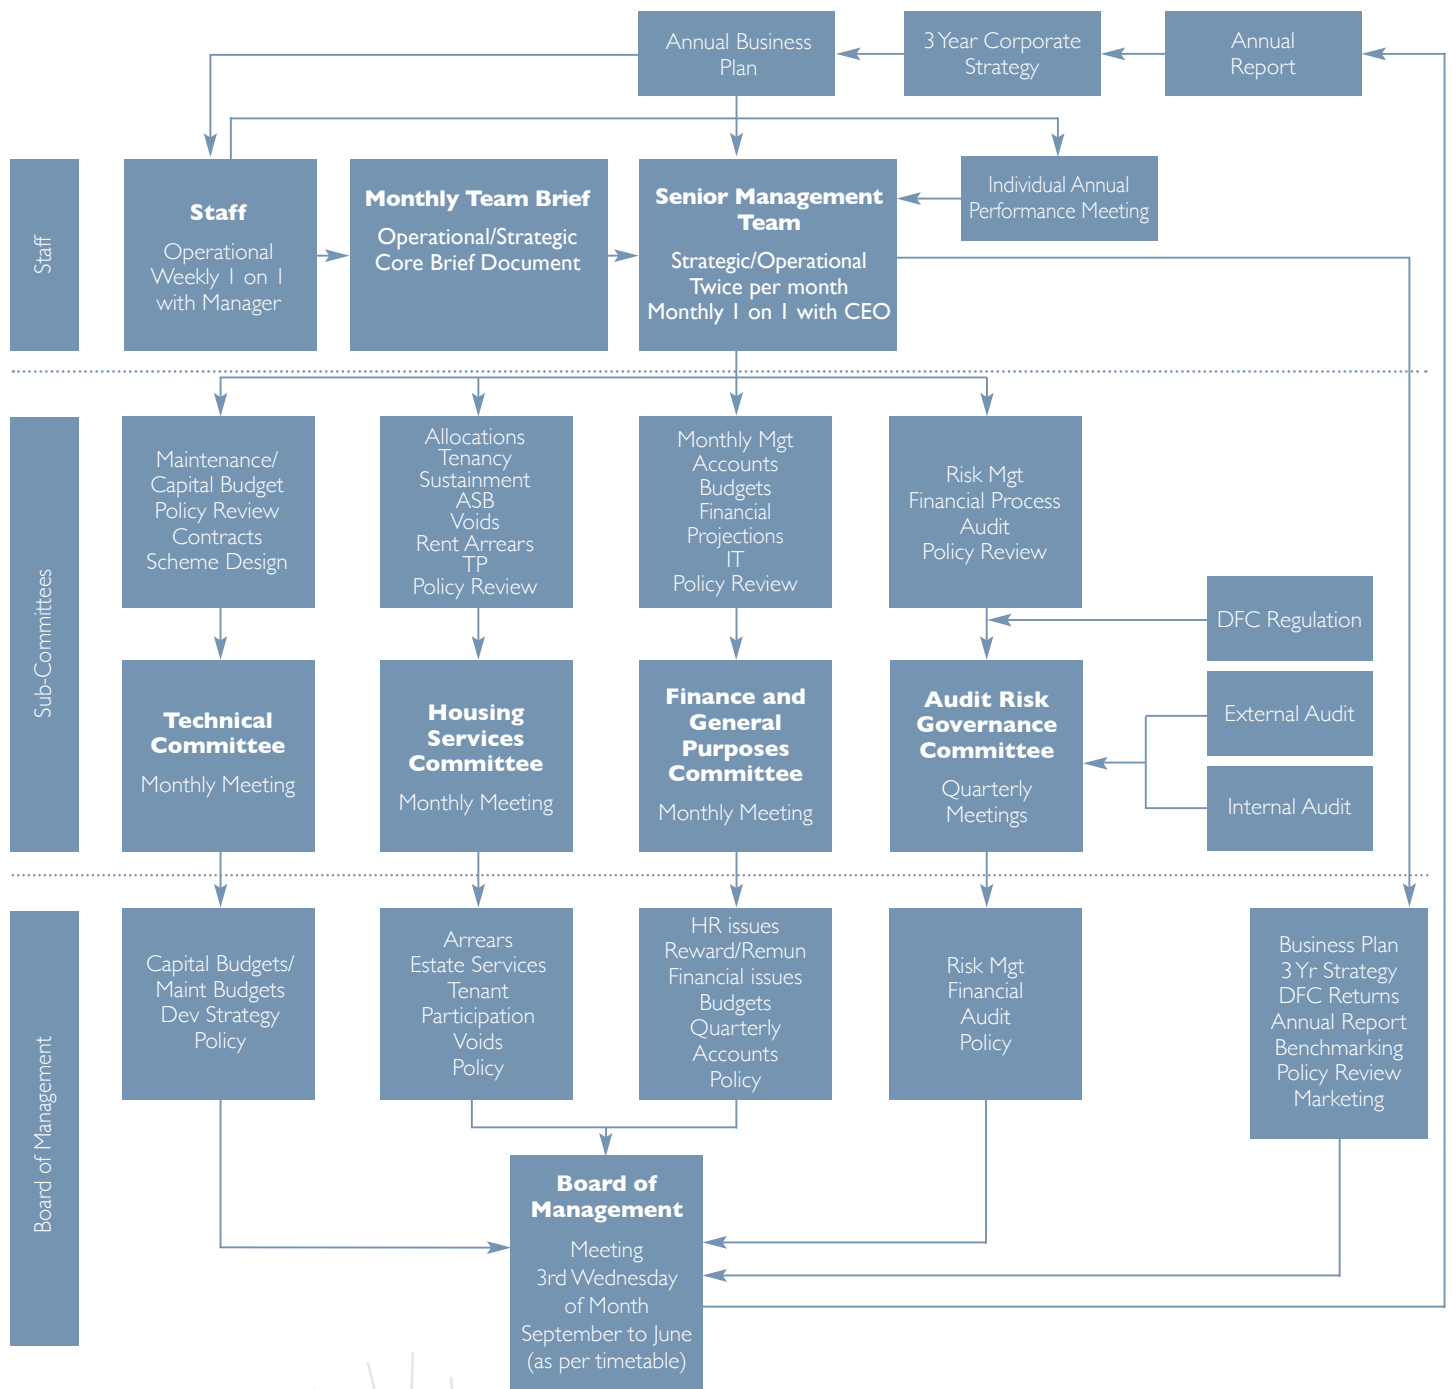 Annual Business
Plan
3 Year Corporate
Strategy
Annual
Report
Staff
Staff
Operational
Weekly 1 on 1
with Manager
Monthly Team Brief
Operational/Strategic
Core Brief Document
Senior Management
Team
Strategic/Operational
Twice per month
Monthly 1 on 1 with CEO
Individual Annual
Performance Meeting
Sub-Committees
Maintenance/
Capital Budget
Policy Review
Contracts
Scheme Design
Allocations
Tenancy
Sustainment
ASB
Voids
Rent Arrears
TP
Policy Review
Monthly Mgt
Accounts
Budgets
Financial
Projections
IT
Policy Review
Risk Mgt
Financial Process
Audit
Policy Review
DFC Regulation
Technical
Committee
Monthly Meeting
Housing
Services
Committee
Monthly Meeting
Finance and
General
Purposes
Committee
Monthly Meeting
Audit Risk
Governance
Committee
Quarterly
Meetings
External Audit
Internal Audit
Board of Management
Capital Budgets/
Maint Budgets
Dev Strategy
Policy
Arrears
Estate Services
Tenant
Participation
Voids
Policy
HR issues
Reward/Remun
Financial issues
Budgets
Quarterly
Accounts
Policy
Risk Mgt
Financial
Audit
Policy
Business Plan
3 Yr Strategy
DFC Returns
Annual Report
Benchmarking
Policy Review
Marketing
Board of
Management
Meeting
3rd Wednesday
of Month
September to June
(as per timetable)